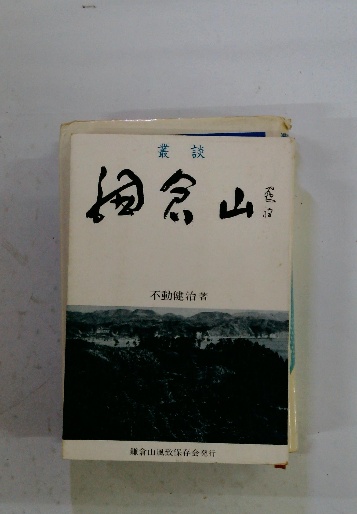 叢談
鎌倉山
不動健治著
鎌倉山風致保存会発行